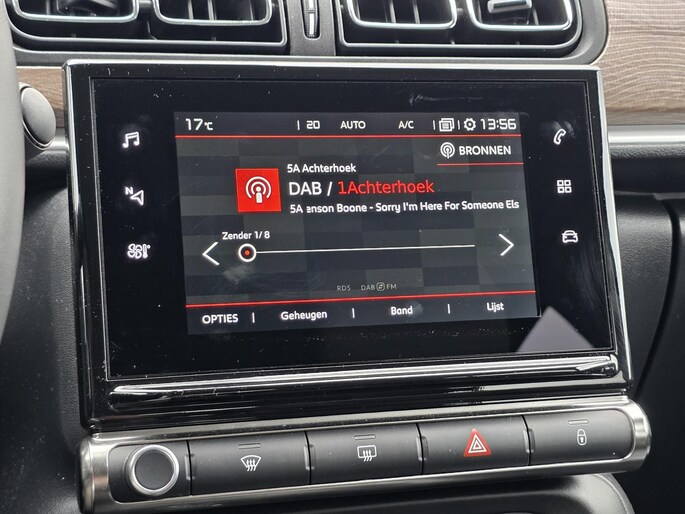 17°C | 20 AUTO A/C | | 13:56
BRONNEN
5A Achterhoek
DAB / 1Achterhoek
5A enson Boone - Sorry I'm Here For Someone Els
Zender 1/ 8
RDS DAB FM
OPTIES | Geheugen | Band | Lijst
N